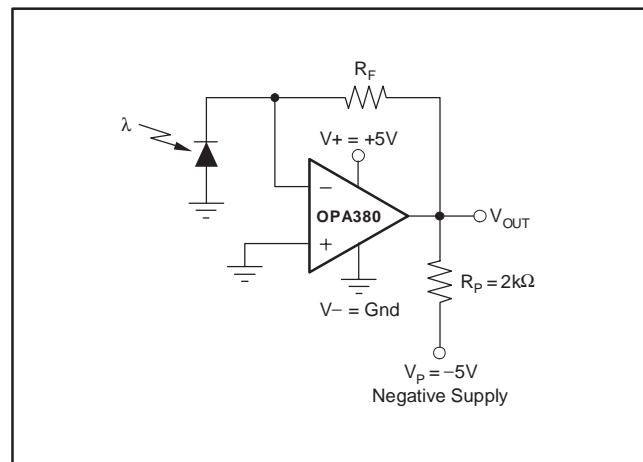 R_F
λ
V+ = +5V
−
OPA380
+
V_OUT
R_P = 2kΩ
V− = Gnd
V_P = −5V
Negative Supply